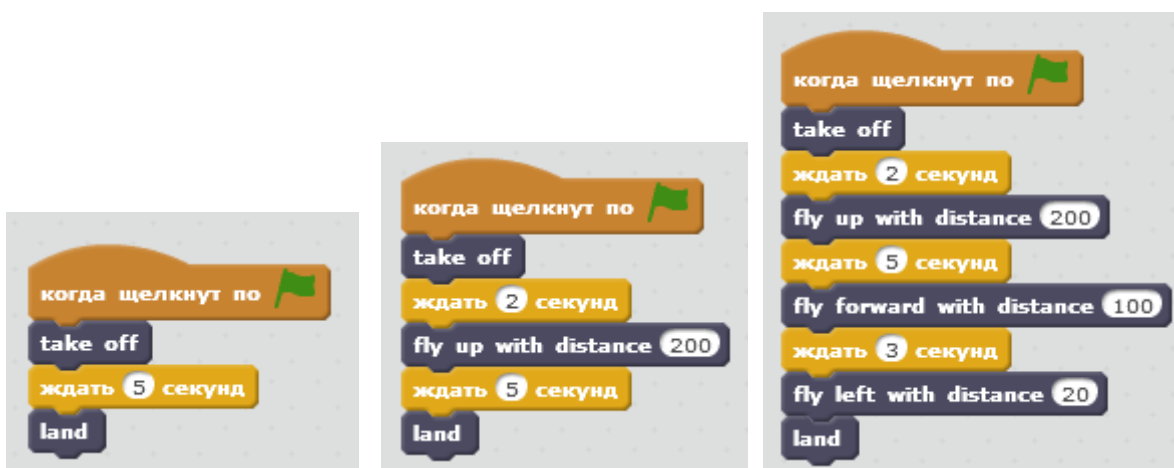 когда щелкнут по
take off
ждать 5 секунд
land
когда щелкнут по
take off
ждать 2 секунд
fly up with distance 200
ждать 5 секунд
land
когда щелкнут по
take off
ждать 2 секунд
fly up with distance 200
ждать 5 секунд
fly forward with distance 100
ждать 3 секунд
fly left with distance 20
land